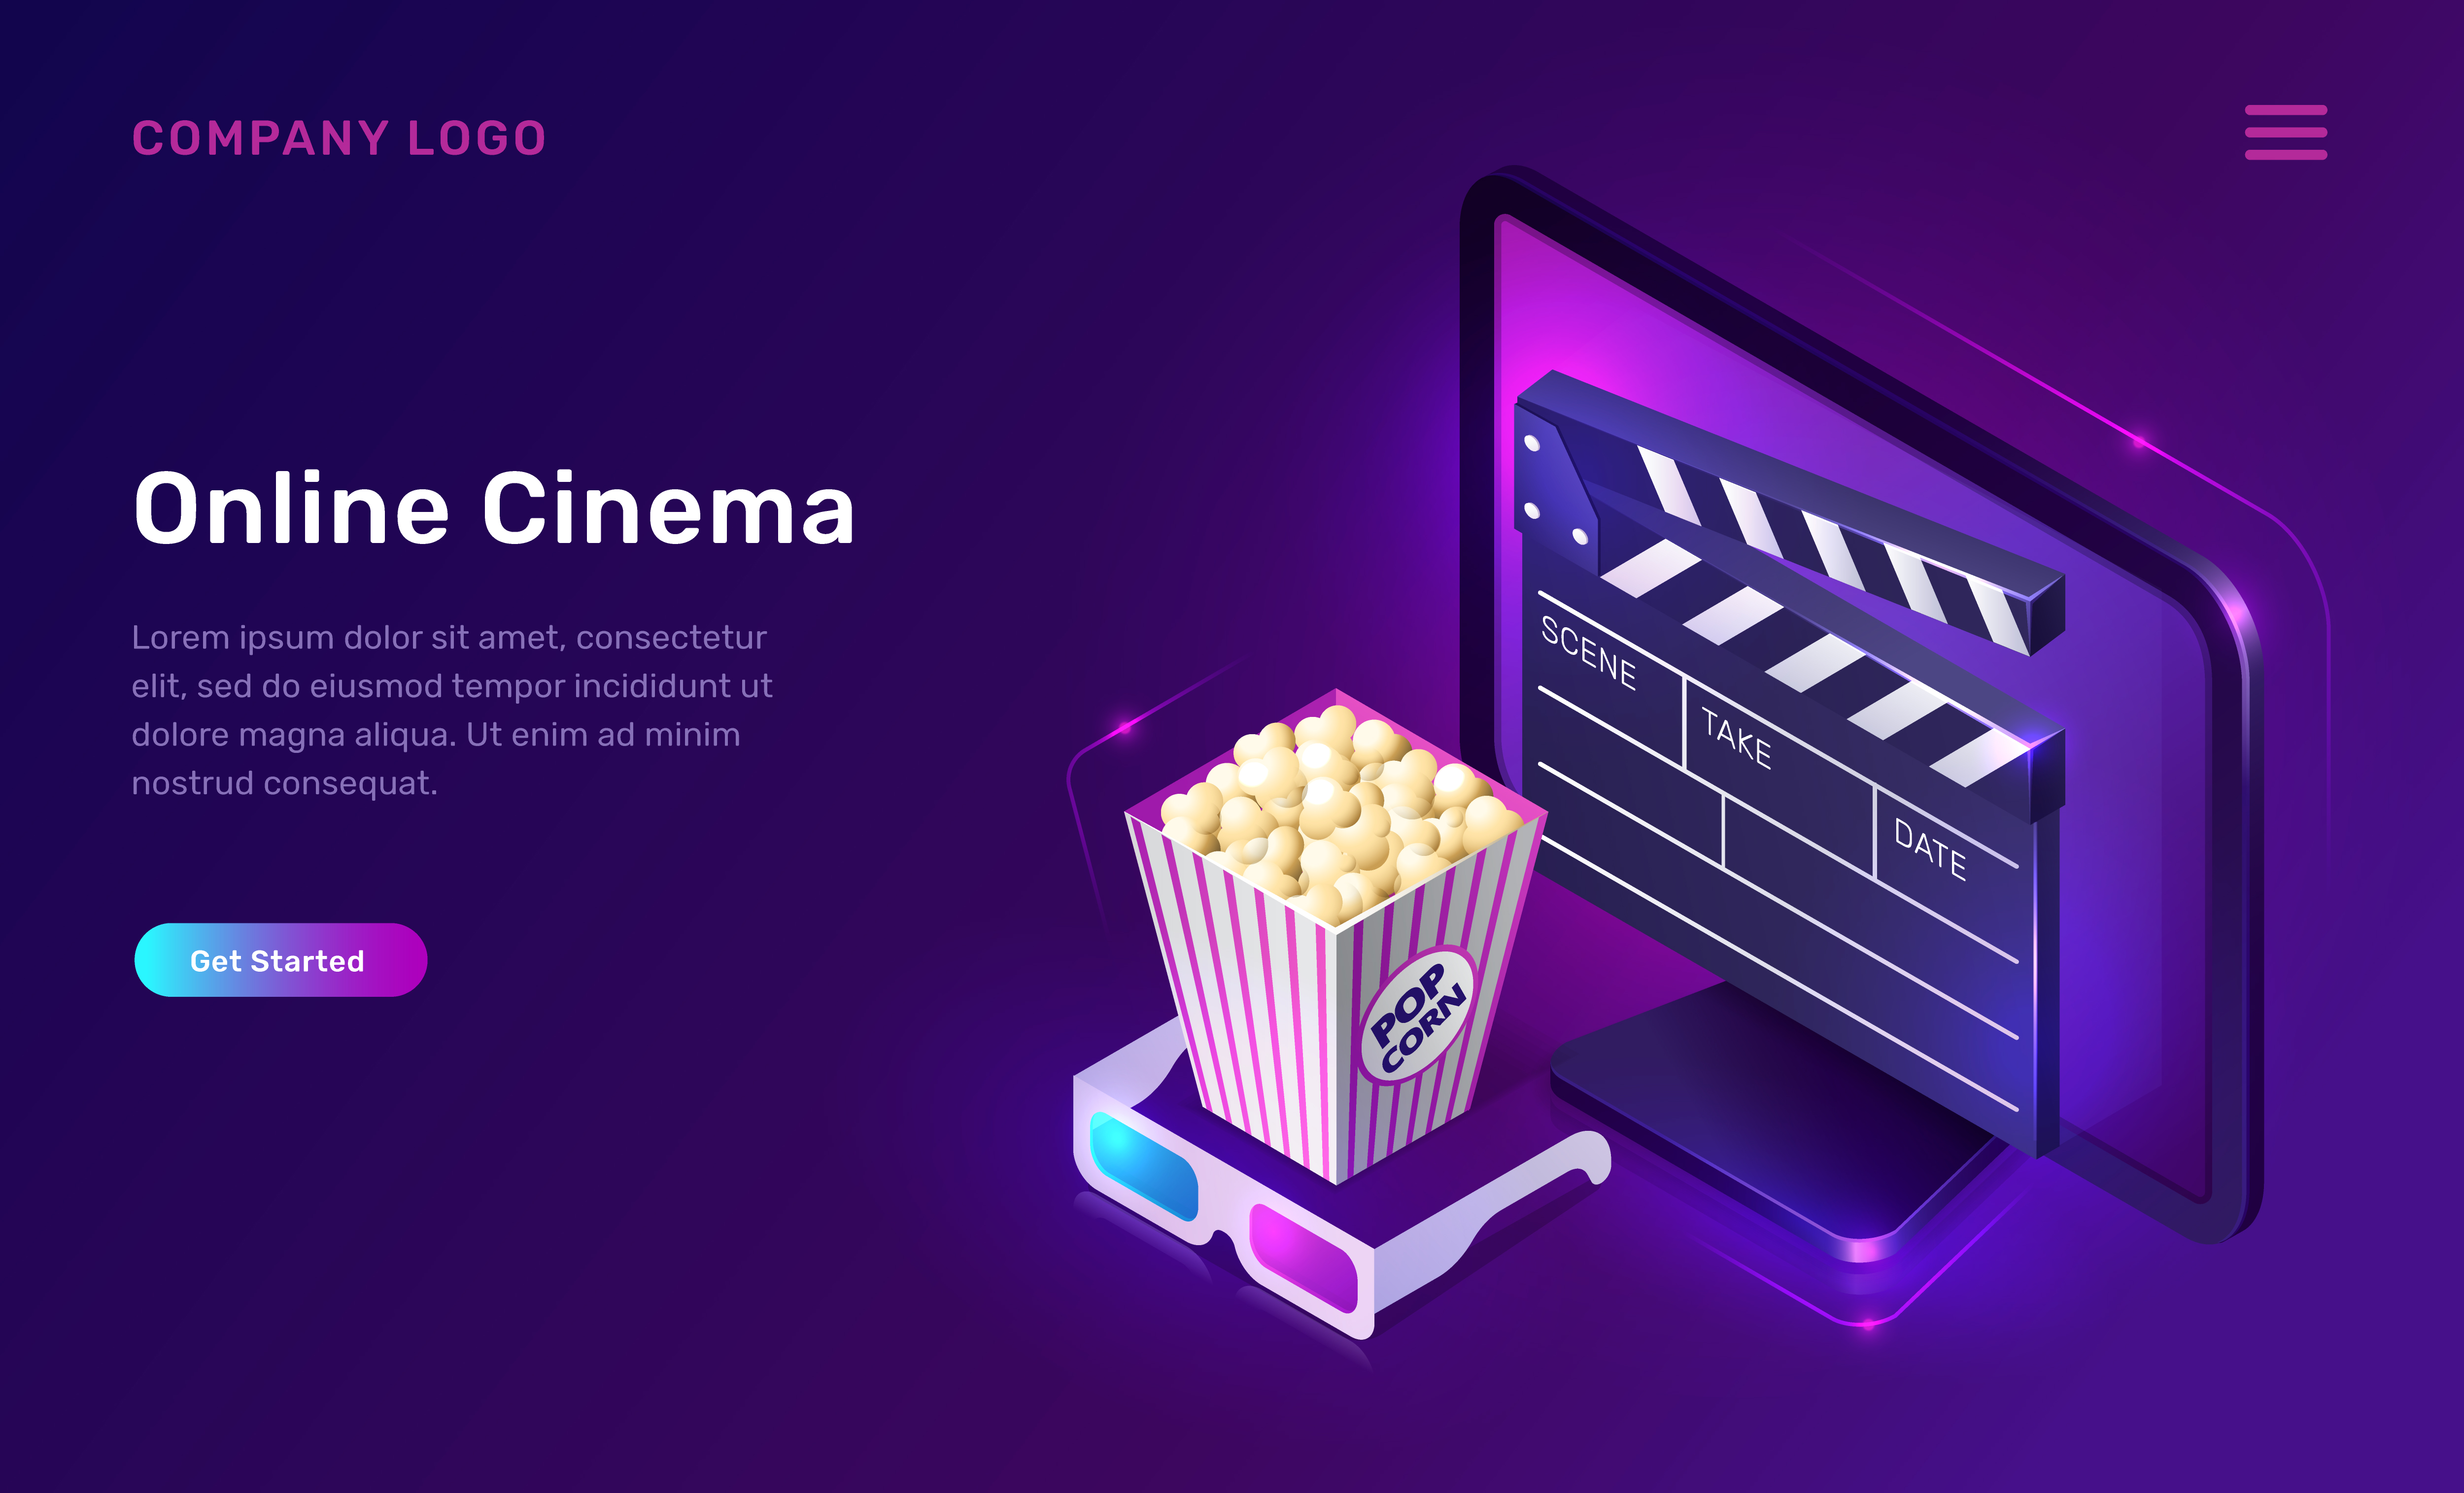 COMPANY LOGO
Online Cinema
Lorem ipsum dolor sit amet, consectetur
elit, sed do eiusmod tempor incididunt ut
dolore magna aliqua. Ut enim ad minim
nostrud consequat.
Get Started
SCENE
TAKE
DATE
POP
CORN